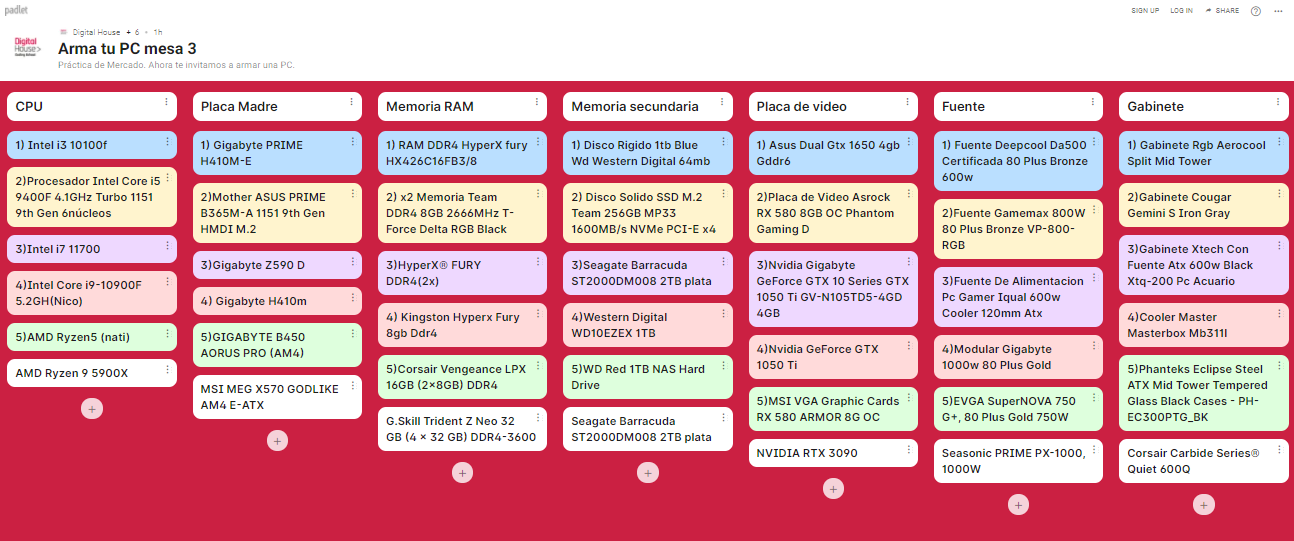 padlet
SIGN UP
LOG IN
SHARE
Digital House + 6 • 1h
Digital
House>
Arma tu PC mesa 3
Práctica de Mercado. Ahora te invitamos a armar una PC.
CPU
1) Intel i3 10100f
2)Procesador Intel Core i5
9400F 4.1GHz Turbo 1151
9th Gen 6núcleos
3)Intel i7 11700
4)Intel Core i9-10900F
5.2GH(Nico)
5)AMD Ryzen5 (nati)
AMD Ryzen 9 5900X
Placa Madre
1) Gigabyte PRIME
H410M-E
2)Mother ASUS PRIME
B365M-A 1151 9th Gen
HDMI M.2
3)Gigabyte Z590 D
4) Gigabyte H410m
5)GIGABYTE B450
AORUS PRO (AM4)
MSI MEG X570 GODLIKE
AM4 E-ATX
Memoria RAM
1) RAM DDR4 HyperX fury
HX426C16FB3/8
2) x2 Memoria Team
DDR4 8GB 2666MHz T-
Force Delta RGB Black
3)HyperX® FURY
DDR4(2x)
4) Kingston Hyperx Fury
8gb Ddr4
5)Corsair Vengeance LPX
16GB (2×8GB) DDR4
G.Skill Trident Z Neo 32
GB (4 × 32 GB) DDR4-3600
Memoria secundaria
1) Disco Rigido 1tb Blue
Wd Western Digital 64mb
2) Disco Solido SSD M.2
Team 256GB MP33
1600MB/s NVMe PCI-E x4
3)Seagate Barracuda
ST2000DM008 2TB plata
4)Western Digital
WD10EZEX 1TB
5)WD Red 1TB NAS Hard
Drive
Seagate Barracuda
ST2000DM008 2TB plata
Placa de video
1) Asus Dual Gtx 1650 4gb
Gddr6
2)Placa de Video Asrock
RX 580 8GB OC Phantom
Gaming D
3)Nvidia Gigabyte
GeForce GTX 10 Series GTX
1050 Ti GV-N105TD5-4GD
4GB
4)Nvidia GeForce GTX
1050 Ti
5)MSI VGA Graphic Cards
RX 580 ARMOR 8G OC
NVIDIA RTX 3090
Fuente
1) Fuente Deepcool Da500
Certificada 80 Plus Bronze
600w
2)Fuente Gamemax 800W
80 Plus Bronze VP-800-
RGB
3)Fuente De Alimentacion
Pc Gamer Iqual 600w
Cooler 120mm Atx
4)Modular Gigabyte
1000w 80 Plus Gold
5)EVGA SuperNOVA 750
G+, 80 Plus Gold 750W
Seasonic PRIME PX-1000,
1000W
Gabinete
1) Gabinete Rgb Aerocool
Split Mid Tower
2)Gabinete Cougar
Gemini S Iron Gray
3)Gabinete Xtech Con
Fuente Atx 600w Black
Xtq-200 Pc Acuario
4)Cooler Master
Masterbox Mb311l
5)Phanteks Eclipse Steel
ATX Mid Tower Tempered
Glass Black Cases - PH-
EC300PTG_BK
Corsair Carbide Series®
Quiet 600Q